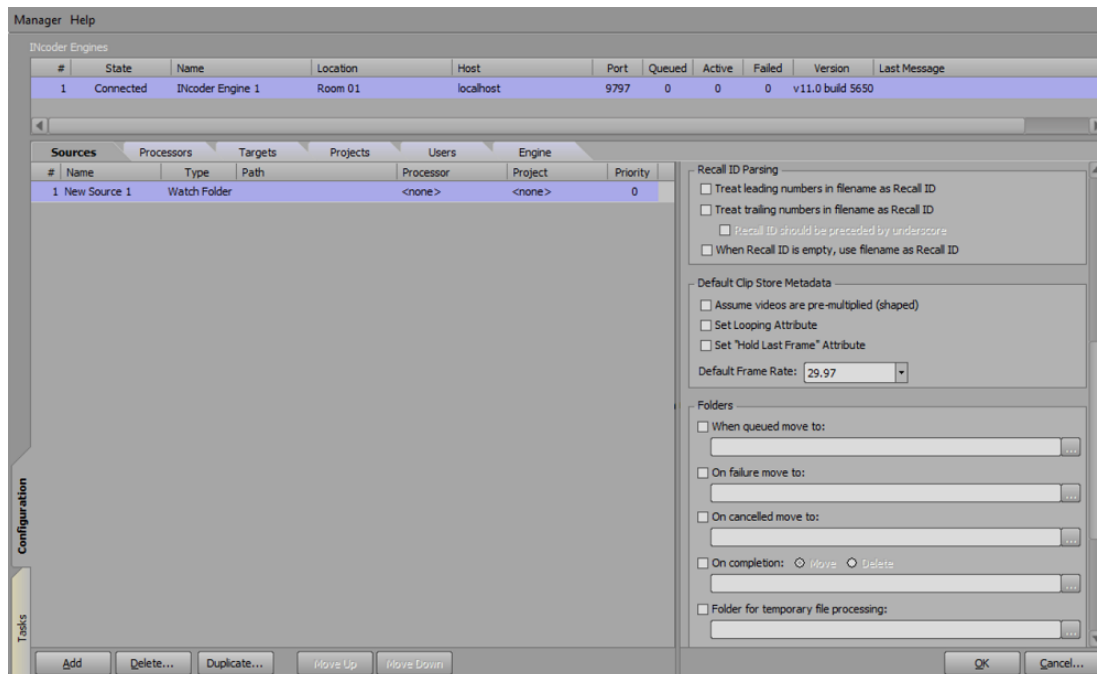 Manager Help
INcoder Engines
# State Name Location Host Port Queued Active Failed Version Last Message
1 Connected INcoder Engine 1 Room 01 localhost 9797 0 0 0 v11.0 build 5650
Sources Processors Targets Projects Users Engine
# Name Type Path Processor Project Priority
1 New Source 1 Watch Folder <none> <none> 0
Recall ID Parsing
Treat leading numbers in filename as Recall ID
Treat trailing numbers in filename as Recall ID
Recall ID should be preceded by underscore
When Recall ID is empty, use filename as Recall ID
Default Clip Store Metadata
Assume videos are pre-multiplied (shaped)
Set Looping Attribute
Set "Hold Last Frame" Attribute
Default Frame Rate: 29.97
Folders
When queued move to:
...
On failure move to:
...
On cancelled move to:
...
On completion: Move Delete
...
Folder for temporary file processing:
...
Configuration
Tasks
Add Delete... Duplicate... Move Up Move Down OK Cancel...